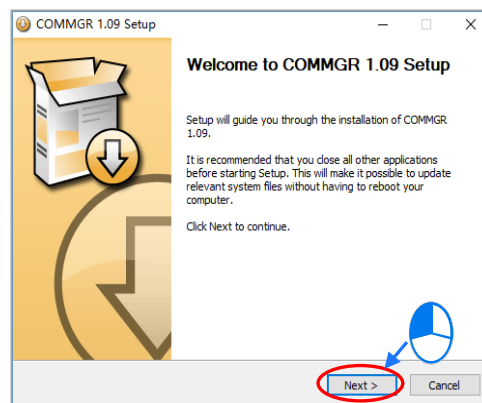 COMMGR 1.09 Setup
Welcome to COMMGR 1.09 Setup
Setup will guide you through the installation of COMMGR
1.09.
It is recommended that you close all other applications
before starting Setup. This will make it possible to update
relevant system files without having to reboot your
computer.
Click Next to continue.
Next >
Cancel